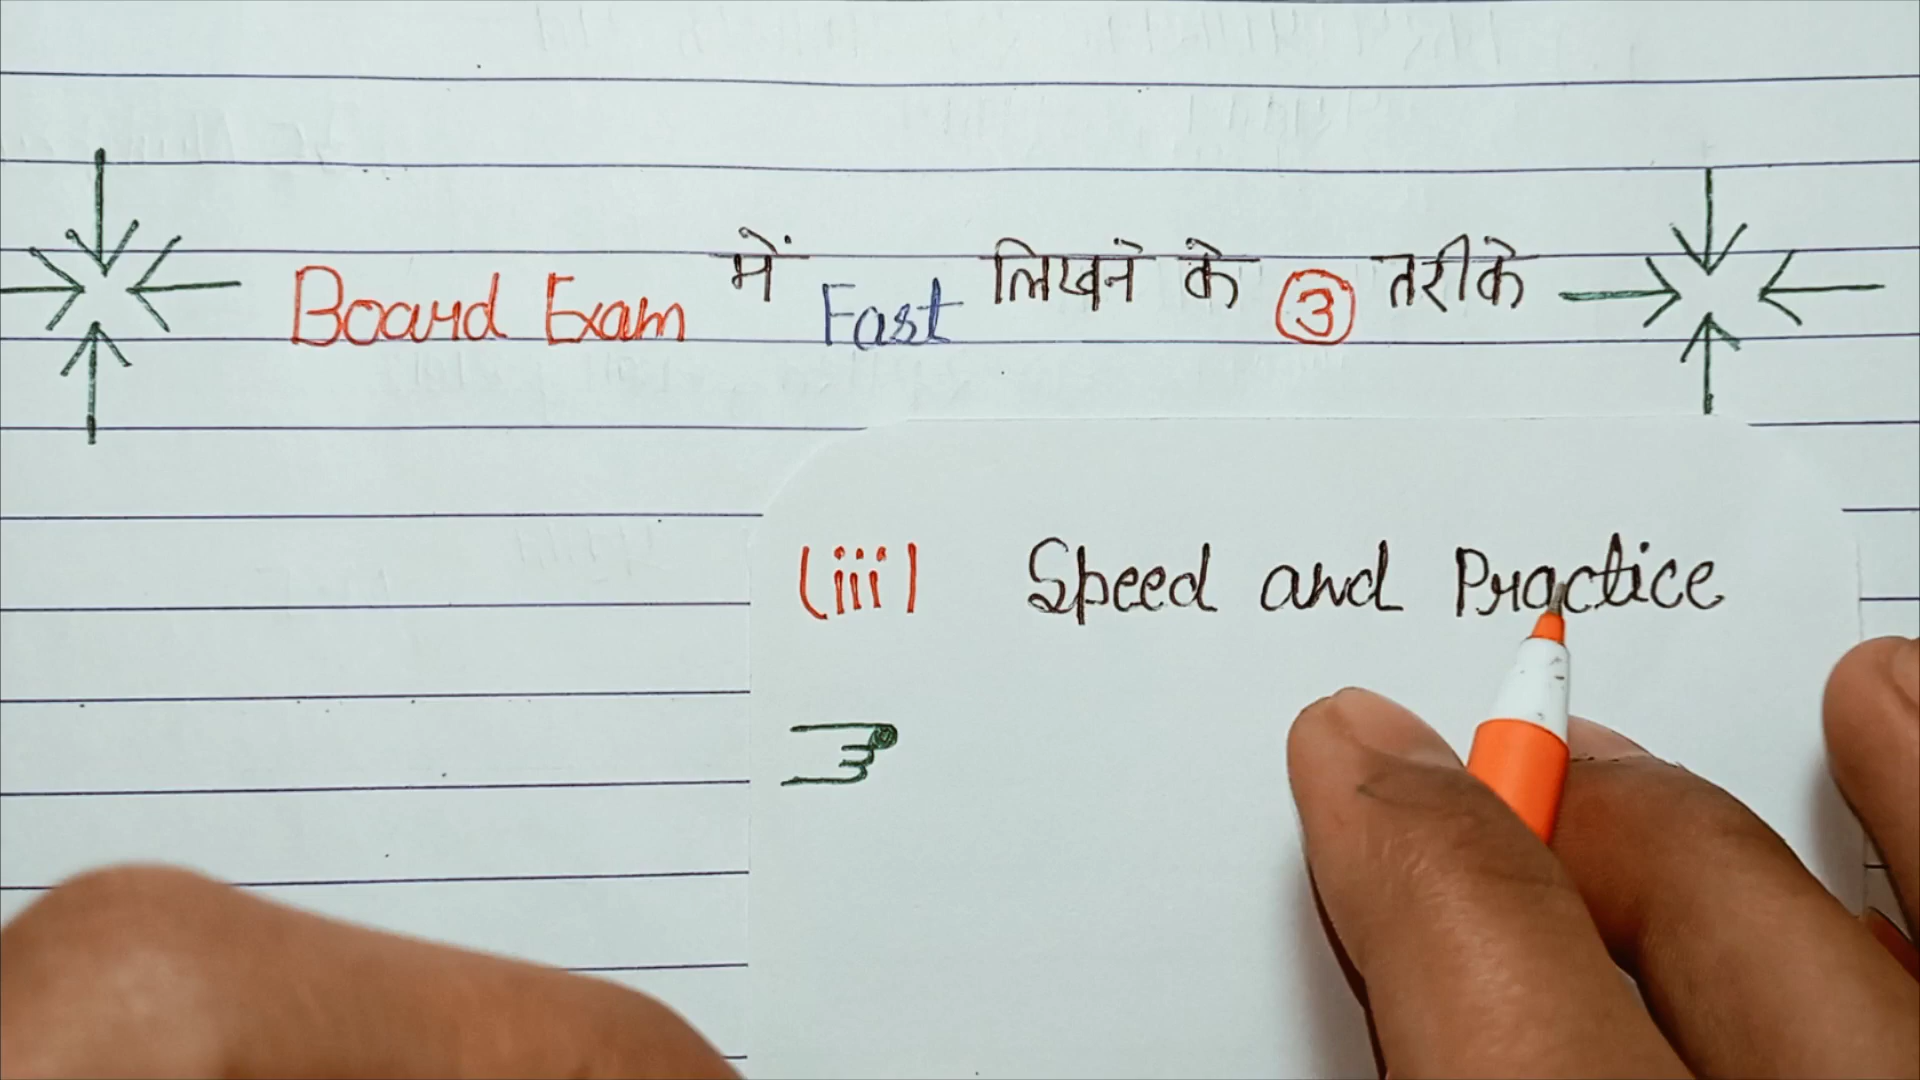 Board Exam में Fast लिखने के 3 तरीके
(iii) Speed and Practice